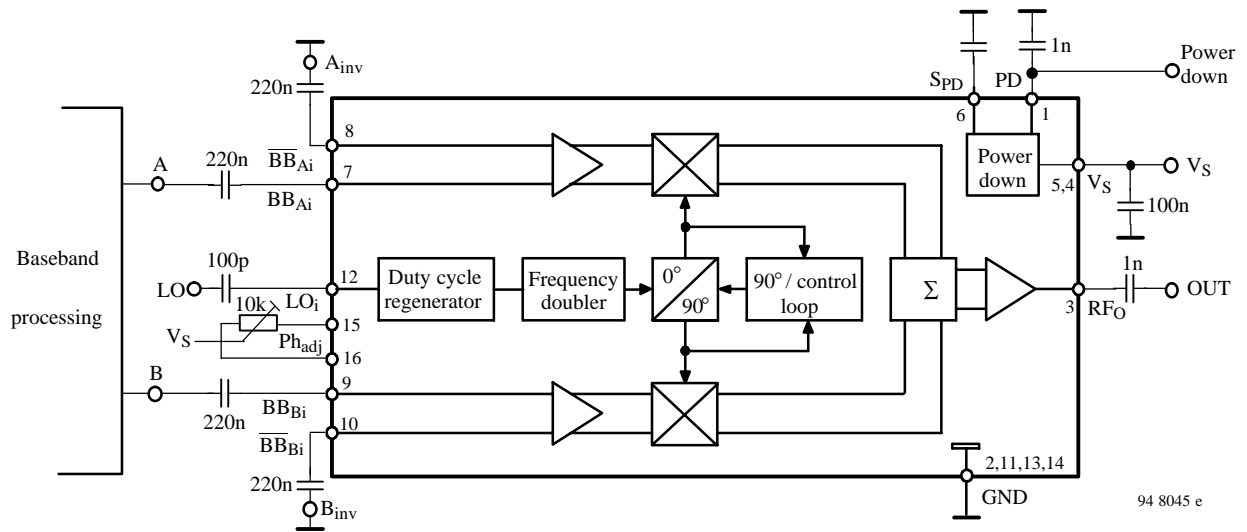 A_inv
220n
1n
Power
down
S_PD
PD
6
1
8
Power
down
V_S
V_S
5,4
100n
A
220n
B̅B̅_Ai
7
BB_Ai
Baseband
processing
100p
LO
12
LO_i
Duty cycle
regenerator
Frequency
doubler
0°
90°
90° / control
loop
Σ
1n
OUT
3
RF_O
10k
15
V_S
Ph_adj
16
B
220n
9
BB_Bi
10
B̅B̅_Bi
220n
B_inv
2,11,13,14
GND
94 8045 e